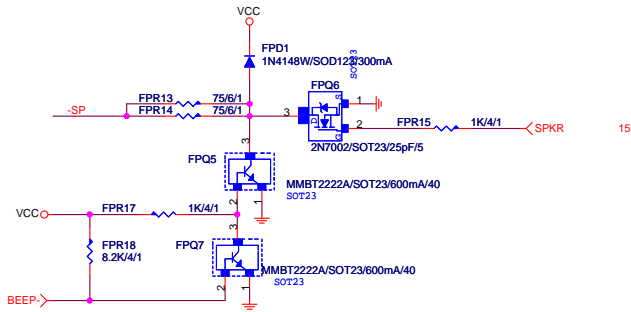 VCC
FPD1
1N4148W/SOD123/300mA
SOT23
FPQ6
FPR13 75/6/1
-SP
FPR14 75/6/1
3
D
S
G
1
2
FPR15 1K/4/1
SPKR 15
2N7002/SOT23/25pF/5
3
FPQ5
MMBT2222A/SOT23/600mA/40
SOT23
2
1
VCC
FPR17 1K/4/1
3
FPR18
8.2K/4/1
FPQ7
MMBT2222A/SOT23/600mA/40
SOT23
2
1
BEEP-